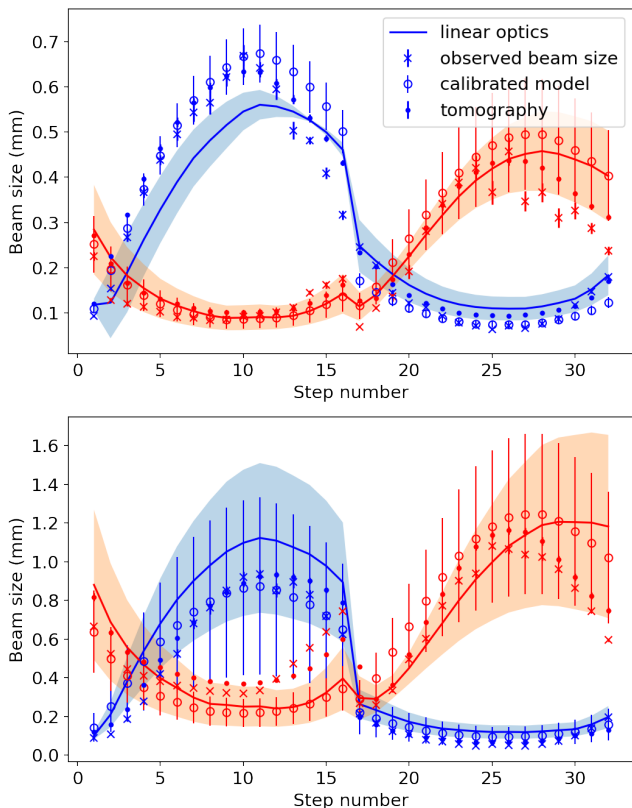 0.7
0.6
0.5
0.4
0.3
0.2
0.1
Beam size (mm)
linear optics
observed beam size
calibrated model
tomography
0 5 10 15 20 25 30
Step number
1.6
1.4
1.2
1.0
0.8
0.6
0.4
0.2
0.0
Beam size (mm)
0 5 10 15 20 25 30
Step number